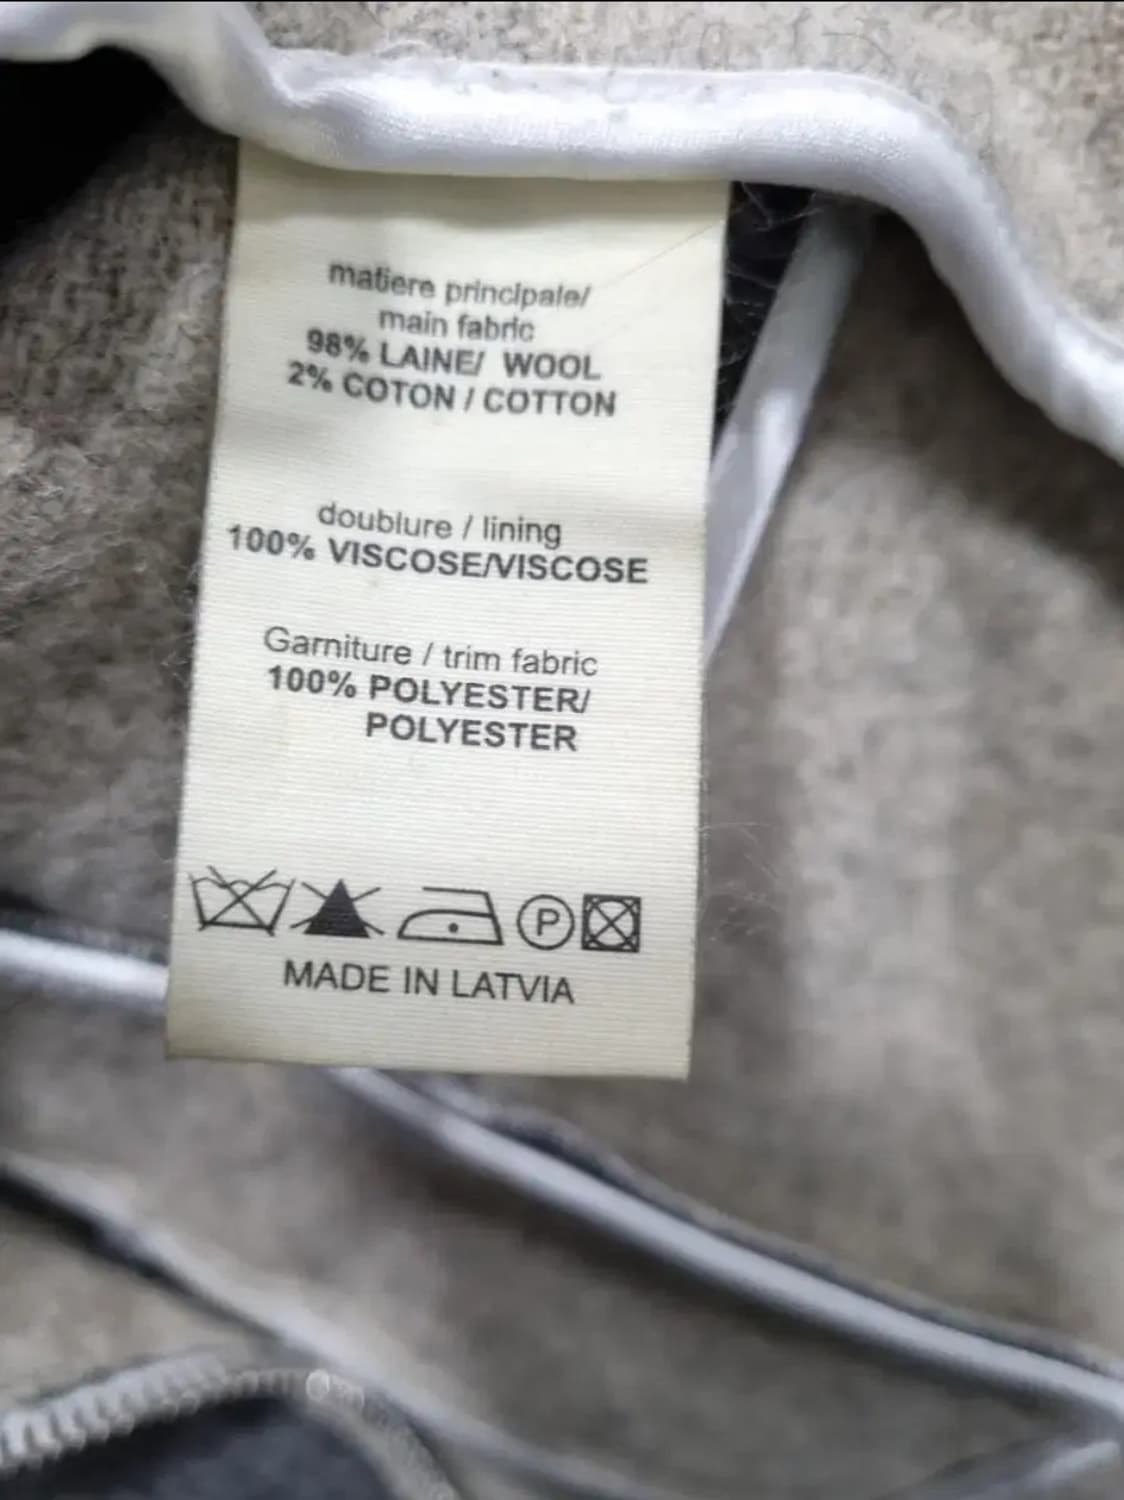 matiere principale/
main fabric
98% LAINE/ WOOL
2% COTON / COTTON
doublure / lining
100% VISCOSE/VISCOSE
Garniture / trim fabric
100% POLYESTER/
POLYESTER
P
MADE IN LATVIA